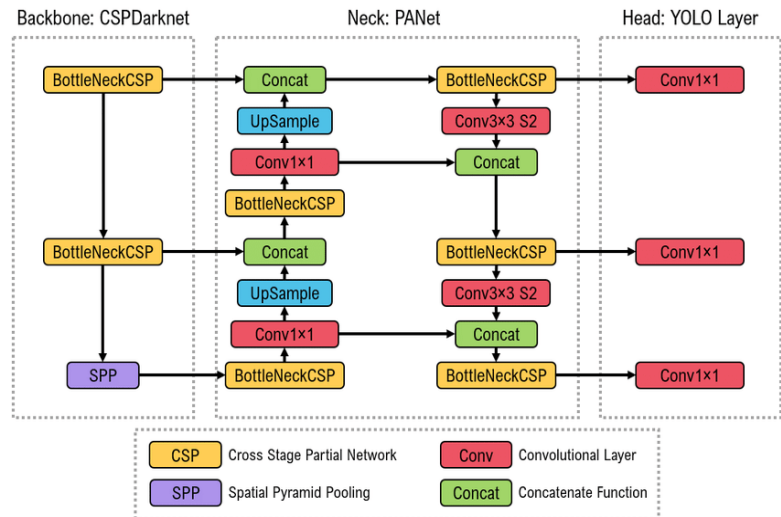 Backbone: CSPDarknet
Neck: PANet
Head: YOLO Layer
BottleNeckCSP
Concat
BottleNeckCSP
Conv1×1
UpSample
Conv3×3 S2
Conv1×1
Concat
BottleNeckCSP
BottleNeckCSP
Concat
BottleNeckCSP
Conv1×1
UpSample
Conv3×3 S2
Conv1×1
Concat
SPP
BottleNeckCSP
BottleNeckCSP
Conv1×1
CSP
Cross Stage Partial Network
Conv
Convolutional Layer
SPP
Spatial Pyramid Pooling
Concat
Concatenate Function